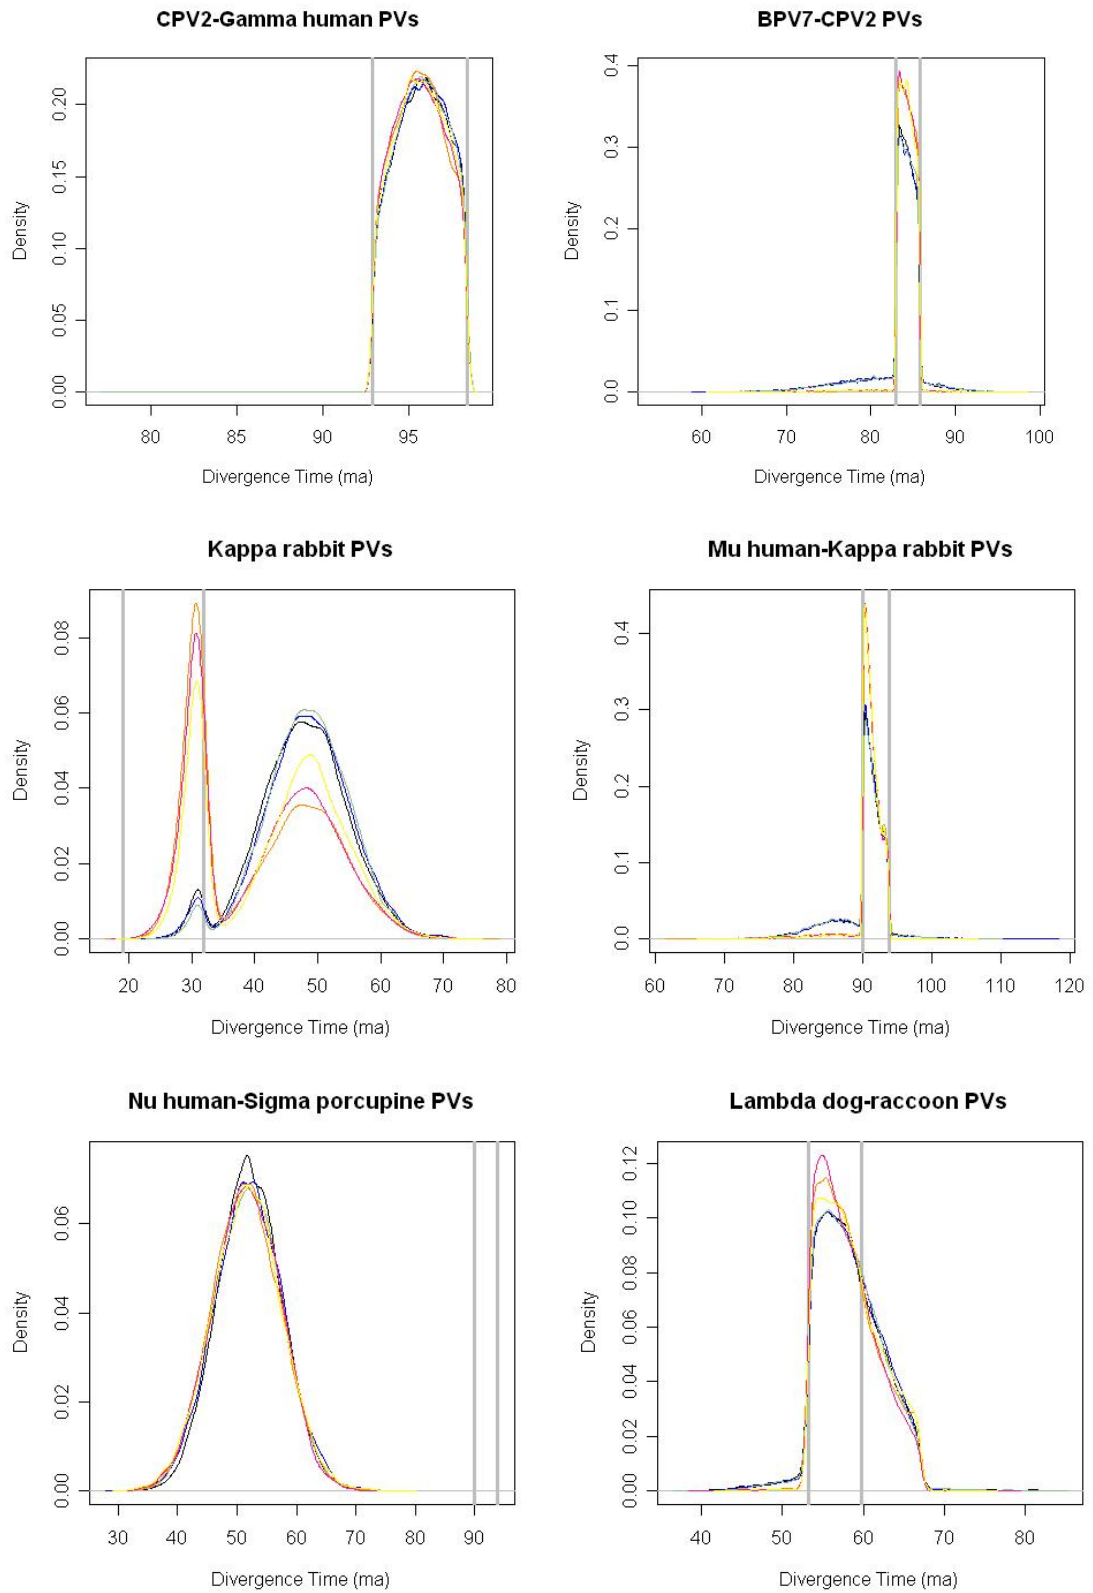 CPV2-Gamma human PVs
Density
0.00 0.05 0.10 0.15 0.20
80 85 90 95
Divergence Time (ma)
BPV7-CPV2 PVs
Density
0.0 0.1 0.2 0.3 0.4
60 70 80 90 100
Divergence Time (ma)
Kappa rabbit PVs
Density
0.00 0.02 0.04 0.06 0.08
20 30 40 50 60 70 80
Divergence Time (ma)
Mu human-Kappa rabbit PVs
Density
0.0 0.1 0.2 0.3 0.4
60 70 80 90 100 110 120
Divergence Time (ma)
Nu human-Sigma porcupine PVs
Density
0.00 0.02 0.04 0.06
30 40 50 60 70 80 90
Divergence Time (ma)
Lambda dog-raccoon PVs
Density
0.00 0.02 0.04 0.06 0.08 0.10 0.12
40 50 60 70 80
Divergence Time (ma)